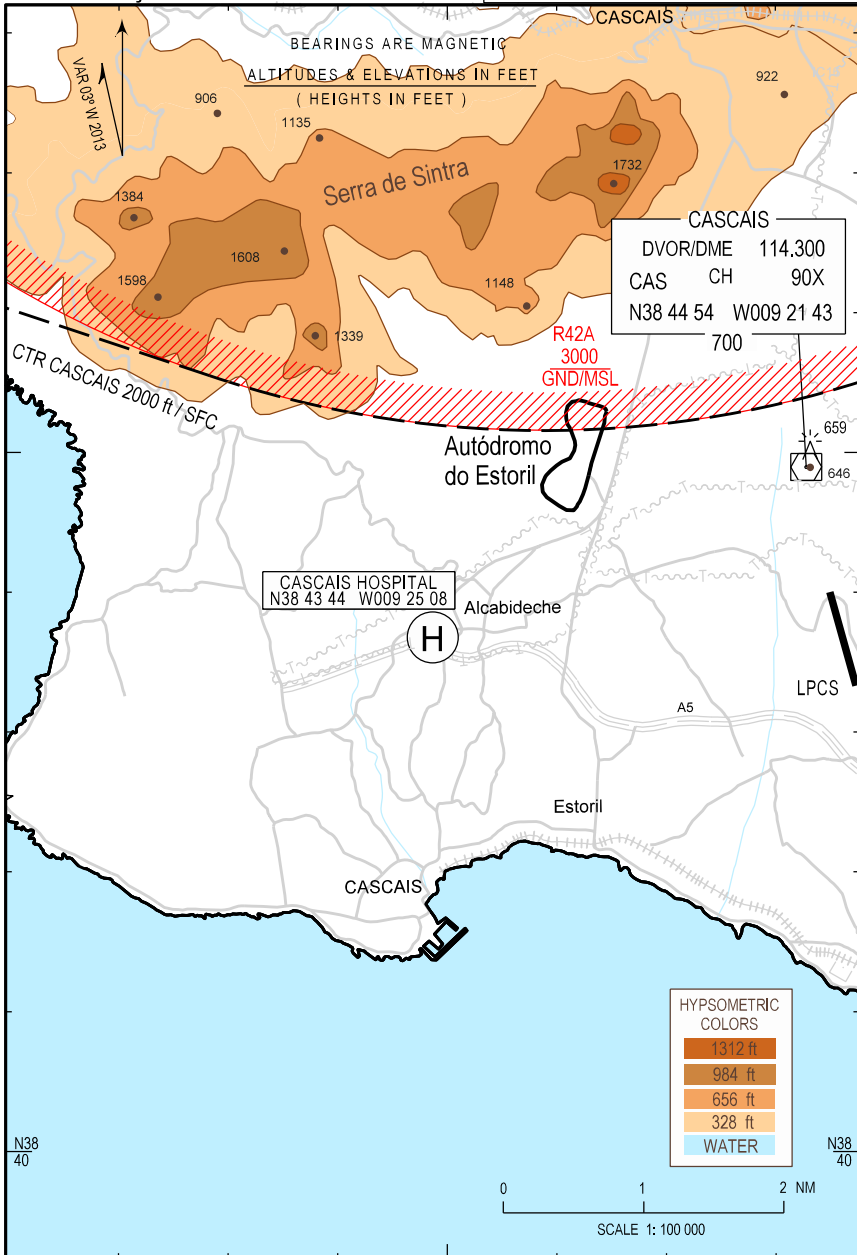 CASCAIS
BEARINGS ARE MAGNETIC
ALTITUDES & ELEVATIONS IN FEET
( HEIGHTS IN FEET )
VAR 03° W 2013
906
922
1135
1732
Serra de Sintra
1384
1608
1598
1339
1148
CASCAIS
DVOR/DME 114.300
CAS CH 90X
N38 44 54 W009 21 43
700
R42A
3000
GND/MSL
CTR CASCAIS 2000 ft / SFC
659
646
Autódromo
do Estoril
CASCAIS HOSPITAL
N38 43 44 W009 25 08
Alcabideche
H
LPCS
A5
Estoril
CASCAIS
HYPSOMETRIC
COLORS
1312 ft
984 ft
656 ft
328 ft
WATER
N38
40
N38
40
0 1 2 NM
SCALE 1: 100 000